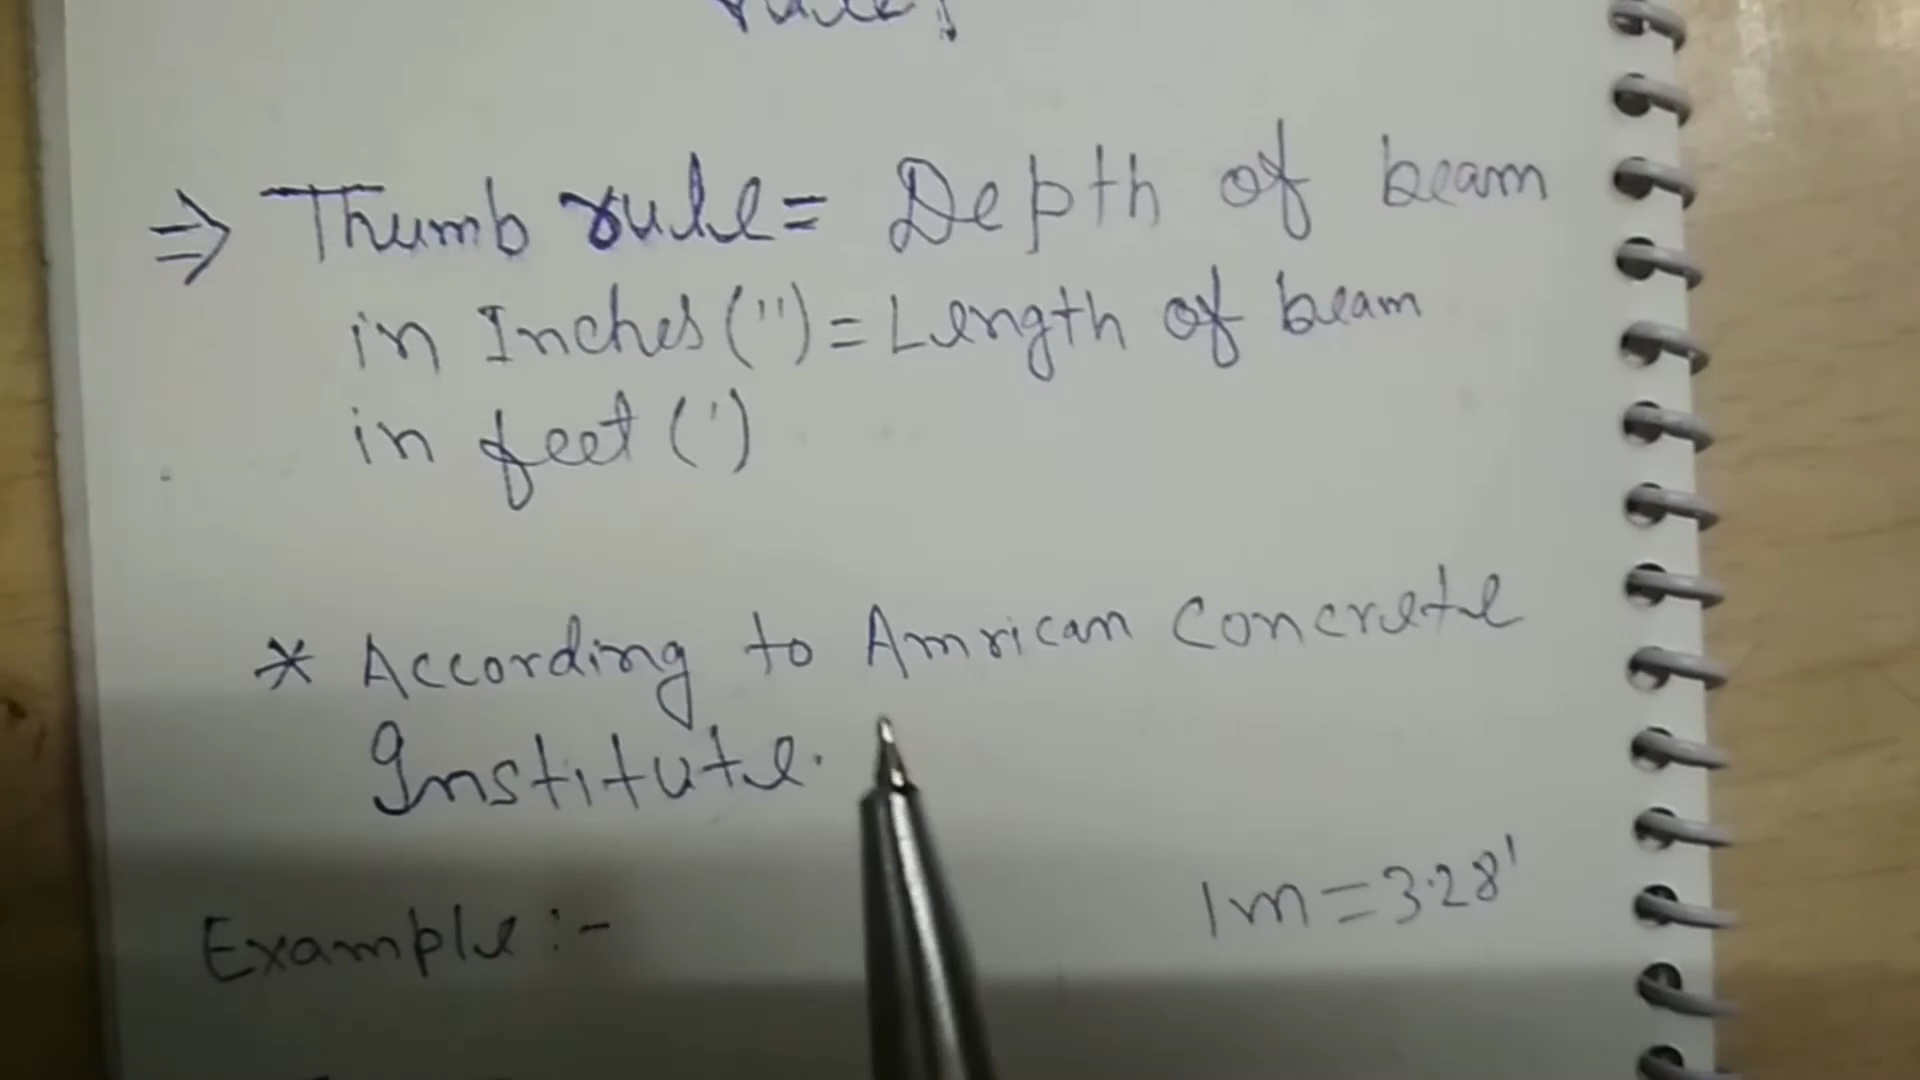 rule?
⇒ Thumb rule = Depth of beam
in Inches (") = Length of beam
in feet (')
* According to Amrican Concrete
Institute.
1m = 3.28'
Example :-